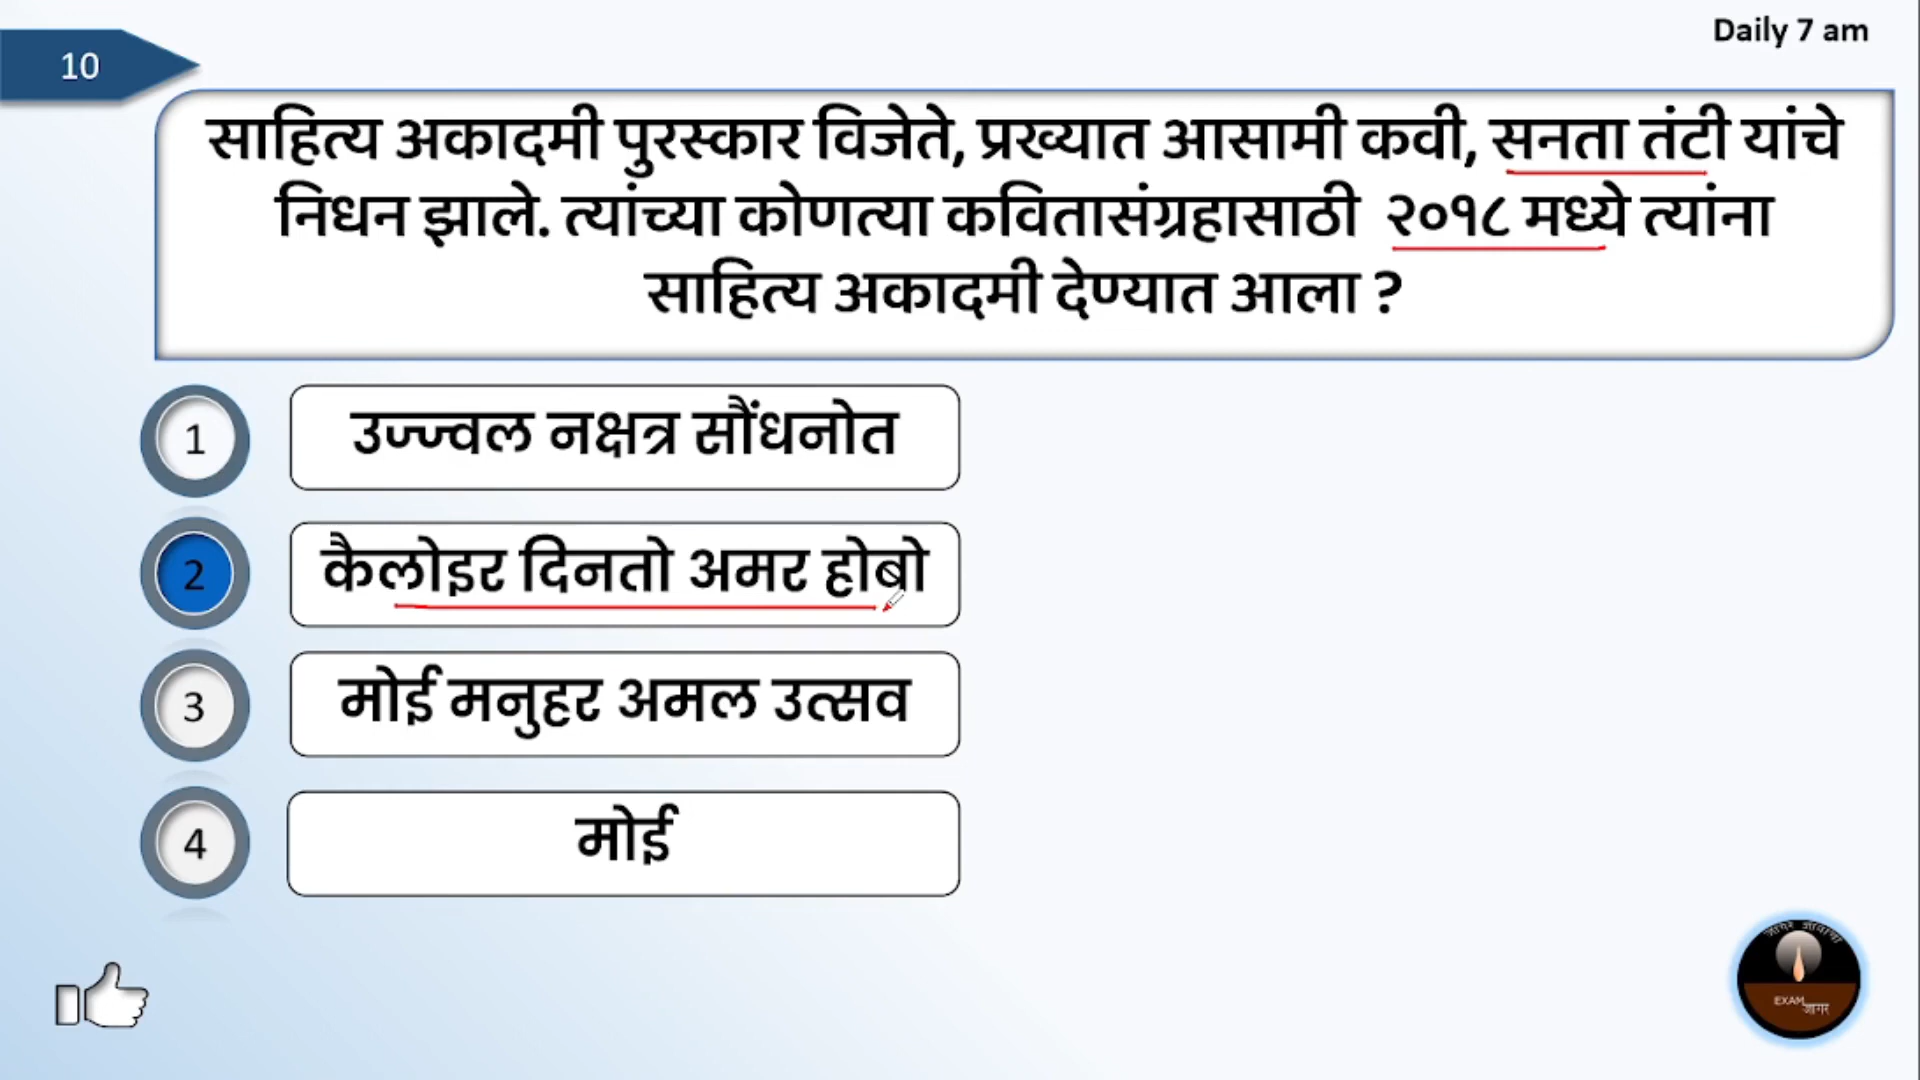 Daily 7 am
10
साहित्य अकादमी पुरस्कार विजेते, प्रख्यात आसामी कवी, सनता तंटी यांचे
निधन झाले. त्यांच्या कोणत्या कवितासंग्रहासाठी २०१८ मध्ये त्यांना
साहित्य अकादमी देण्यात आला ?
1 उज्ज्वल नक्षत्र सौंधनोत
2 कैलोइर दिनतो अमर होबो
3 मोई मनुहर अमल उत्सव
4 मोई
EXAM
जागर